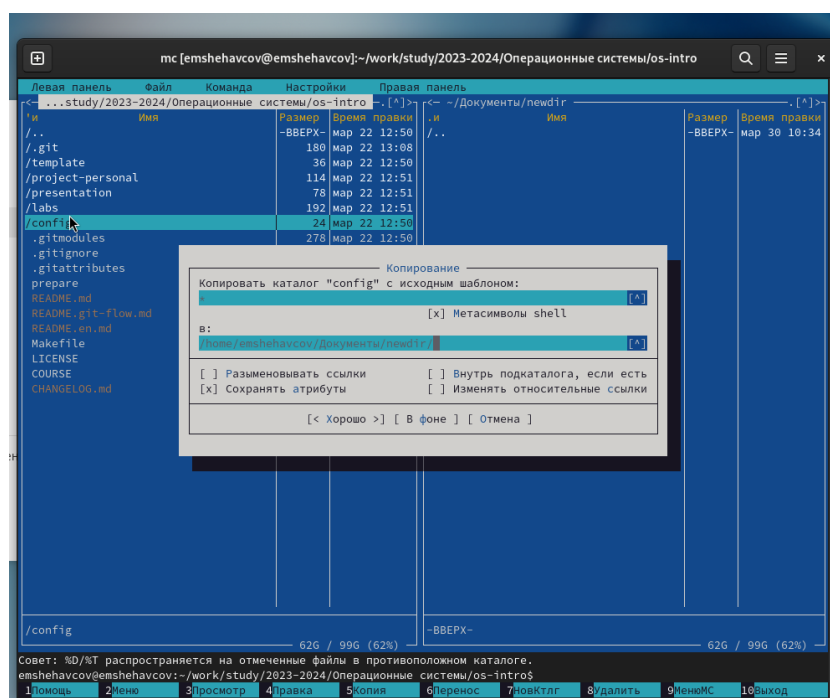 mc [emshehavcov@emshehavcov]:~/work/study/2023-2024/Операционные системы/os-intro
Левая панель Файл Команда Настройки Правая панель
<— ...study/2023-2024/Операционные системы/os-intro —.[^]>
'и Имя Размер Время правки
/.. -ВВЕРХ- мар 22 12:50
/.git 180 мар 22 13:08
/template 36 мар 22 12:50
/project-personal 114 мар 22 12:51
/presentation 78 мар 22 12:51
/labs 192 мар 22 12:51
/config 24 мар 22 12:50
.gitmodules 278 мар 22 12:50
.gitignore
.gitattributes
prepare
README.md
README.git-flow.md
README.en.md
Makefile
LICENSE
COURSE
CHANGELOG.md
/config
62G / 99G (62%)
<— ~/Документы/newdir —.[^]>
.и Имя Размер Время правки
/.. -ВВЕРХ- мар 30 10:34
-ВВЕРХ-
62G / 99G (62%)
Копирование
Копировать каталог "config" с исходным шаблоном:
* [^]
[x] Метасимволы shell
в:
/home/emshehavcov/Документы/newdir/ [^]
[ ] Разыменовывать ссылки [ ] Внутрь подкаталога, если есть
[x] Сохранять атрибуты [ ] Изменять относительные ссылки
[< Хорошо >] [ В фоне ] [ Отмена ]
Совет: %D/%T распространяется на отмеченные файлы в противоположном каталоге.
emshehavcov@emshehavcov:~/work/study/2023-2024/Операционные системы/os-intro$
1Помощь 2Меню 3Просмотр 4Правка 5Копия 6Перенос 7НовКтлг 8Удалить 9МенюMC 10Выход